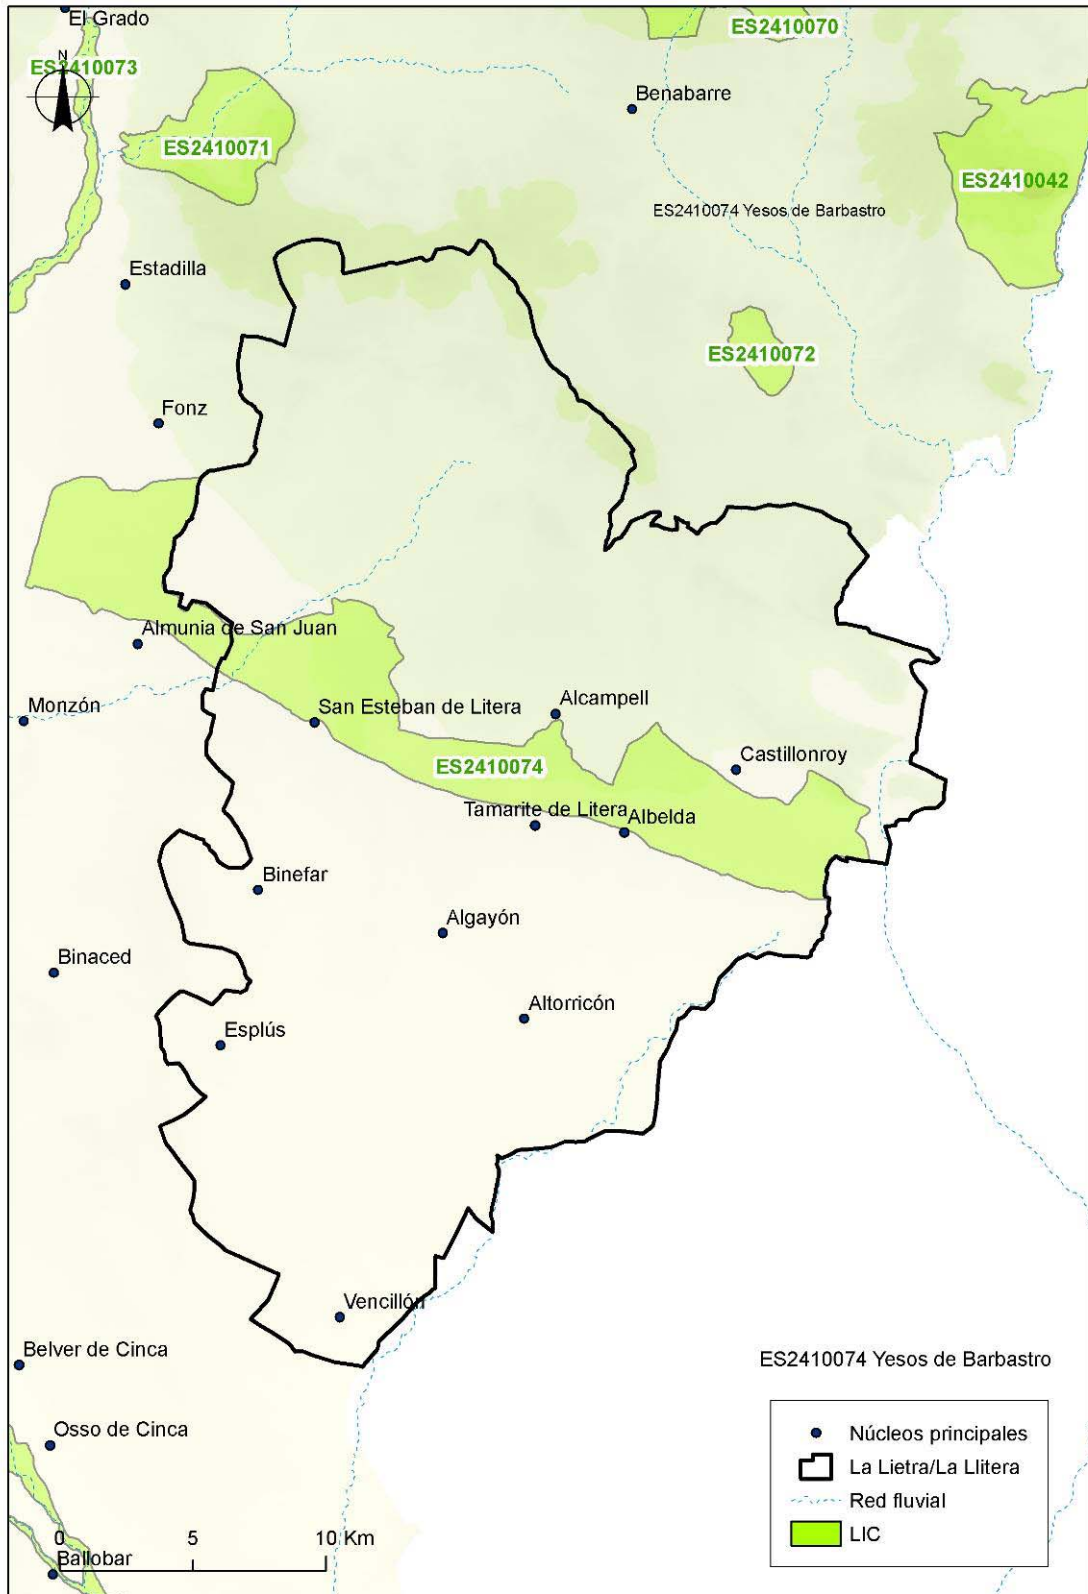 El Grado
ES2410070
ES2410073
N
Benabarre
ES2410071
ES2410042
ES2410074 Yesos de Barbastro
Estadilla
ES2410072
Fonz
Almunia de San Juan
Monzón
San Esteban de Litera
Alcampell
Castillonroy
ES2410074
Tamarite de Litera
Albelda
Binefar
Algayón
Binaced
Altorricón
Esplús
Vencillón
Belver de Cinca
ES2410074 Yesos de Barbastro
Osso de Cinca
Núcleos principales
La Lietra/La Llitera
Red fluvial
LIC
0 5 10 Km
Ballobar